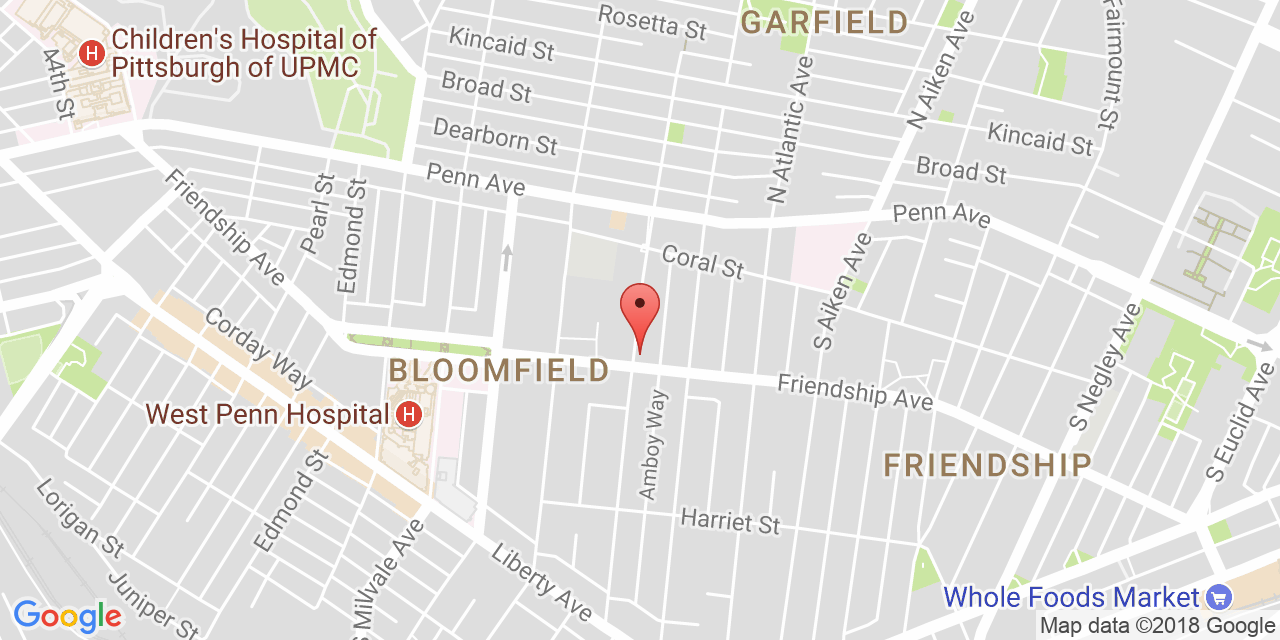 Rosetta St
GARFIELD
N Aiken Ave
Fairmount St
Kincaid St
Children's Hospital of
Pittsburgh of UPMC
H
44th St
Broad St
N Atlantic Ave
Dearborn St
Kincaid St
Broad St
Penn Ave
Penn Ave
Friendship Ave
Pearl St
Edmond St
Coral St
S Aiken Ave
Corday Way
S Negley Ave
BLOOMFIELD
Friendship Ave
West Penn Hospital
H
Amboy Way
S Euclid Ave
FRIENDSHIP
Edmond St
Lorigan St
Harriet St
S Millvale Ave
Liberty Ave
Juniper St
Whole Foods Market
Google
Map data ©2018 Google